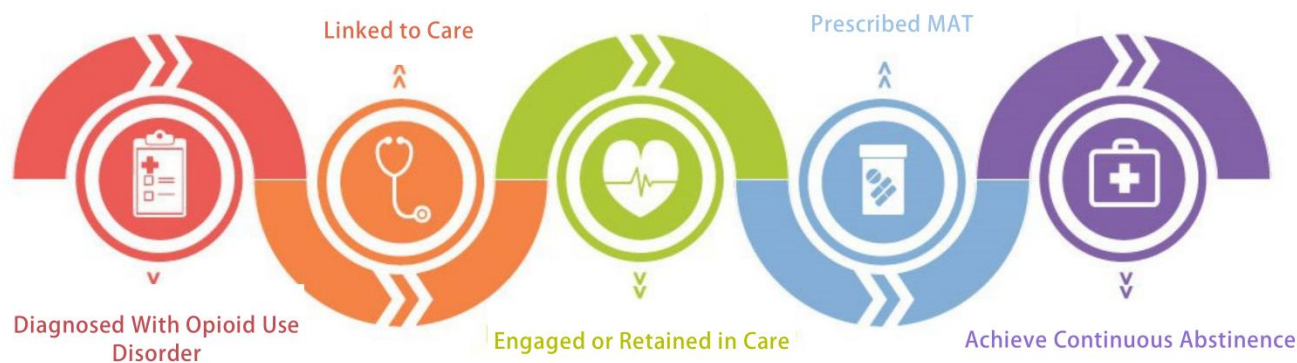 Linked to Care
Prescribed MAT
Diagnosed With Opioid Use
Disorder
Engaged or Retained in Care
Achieve Continuous Abstinence